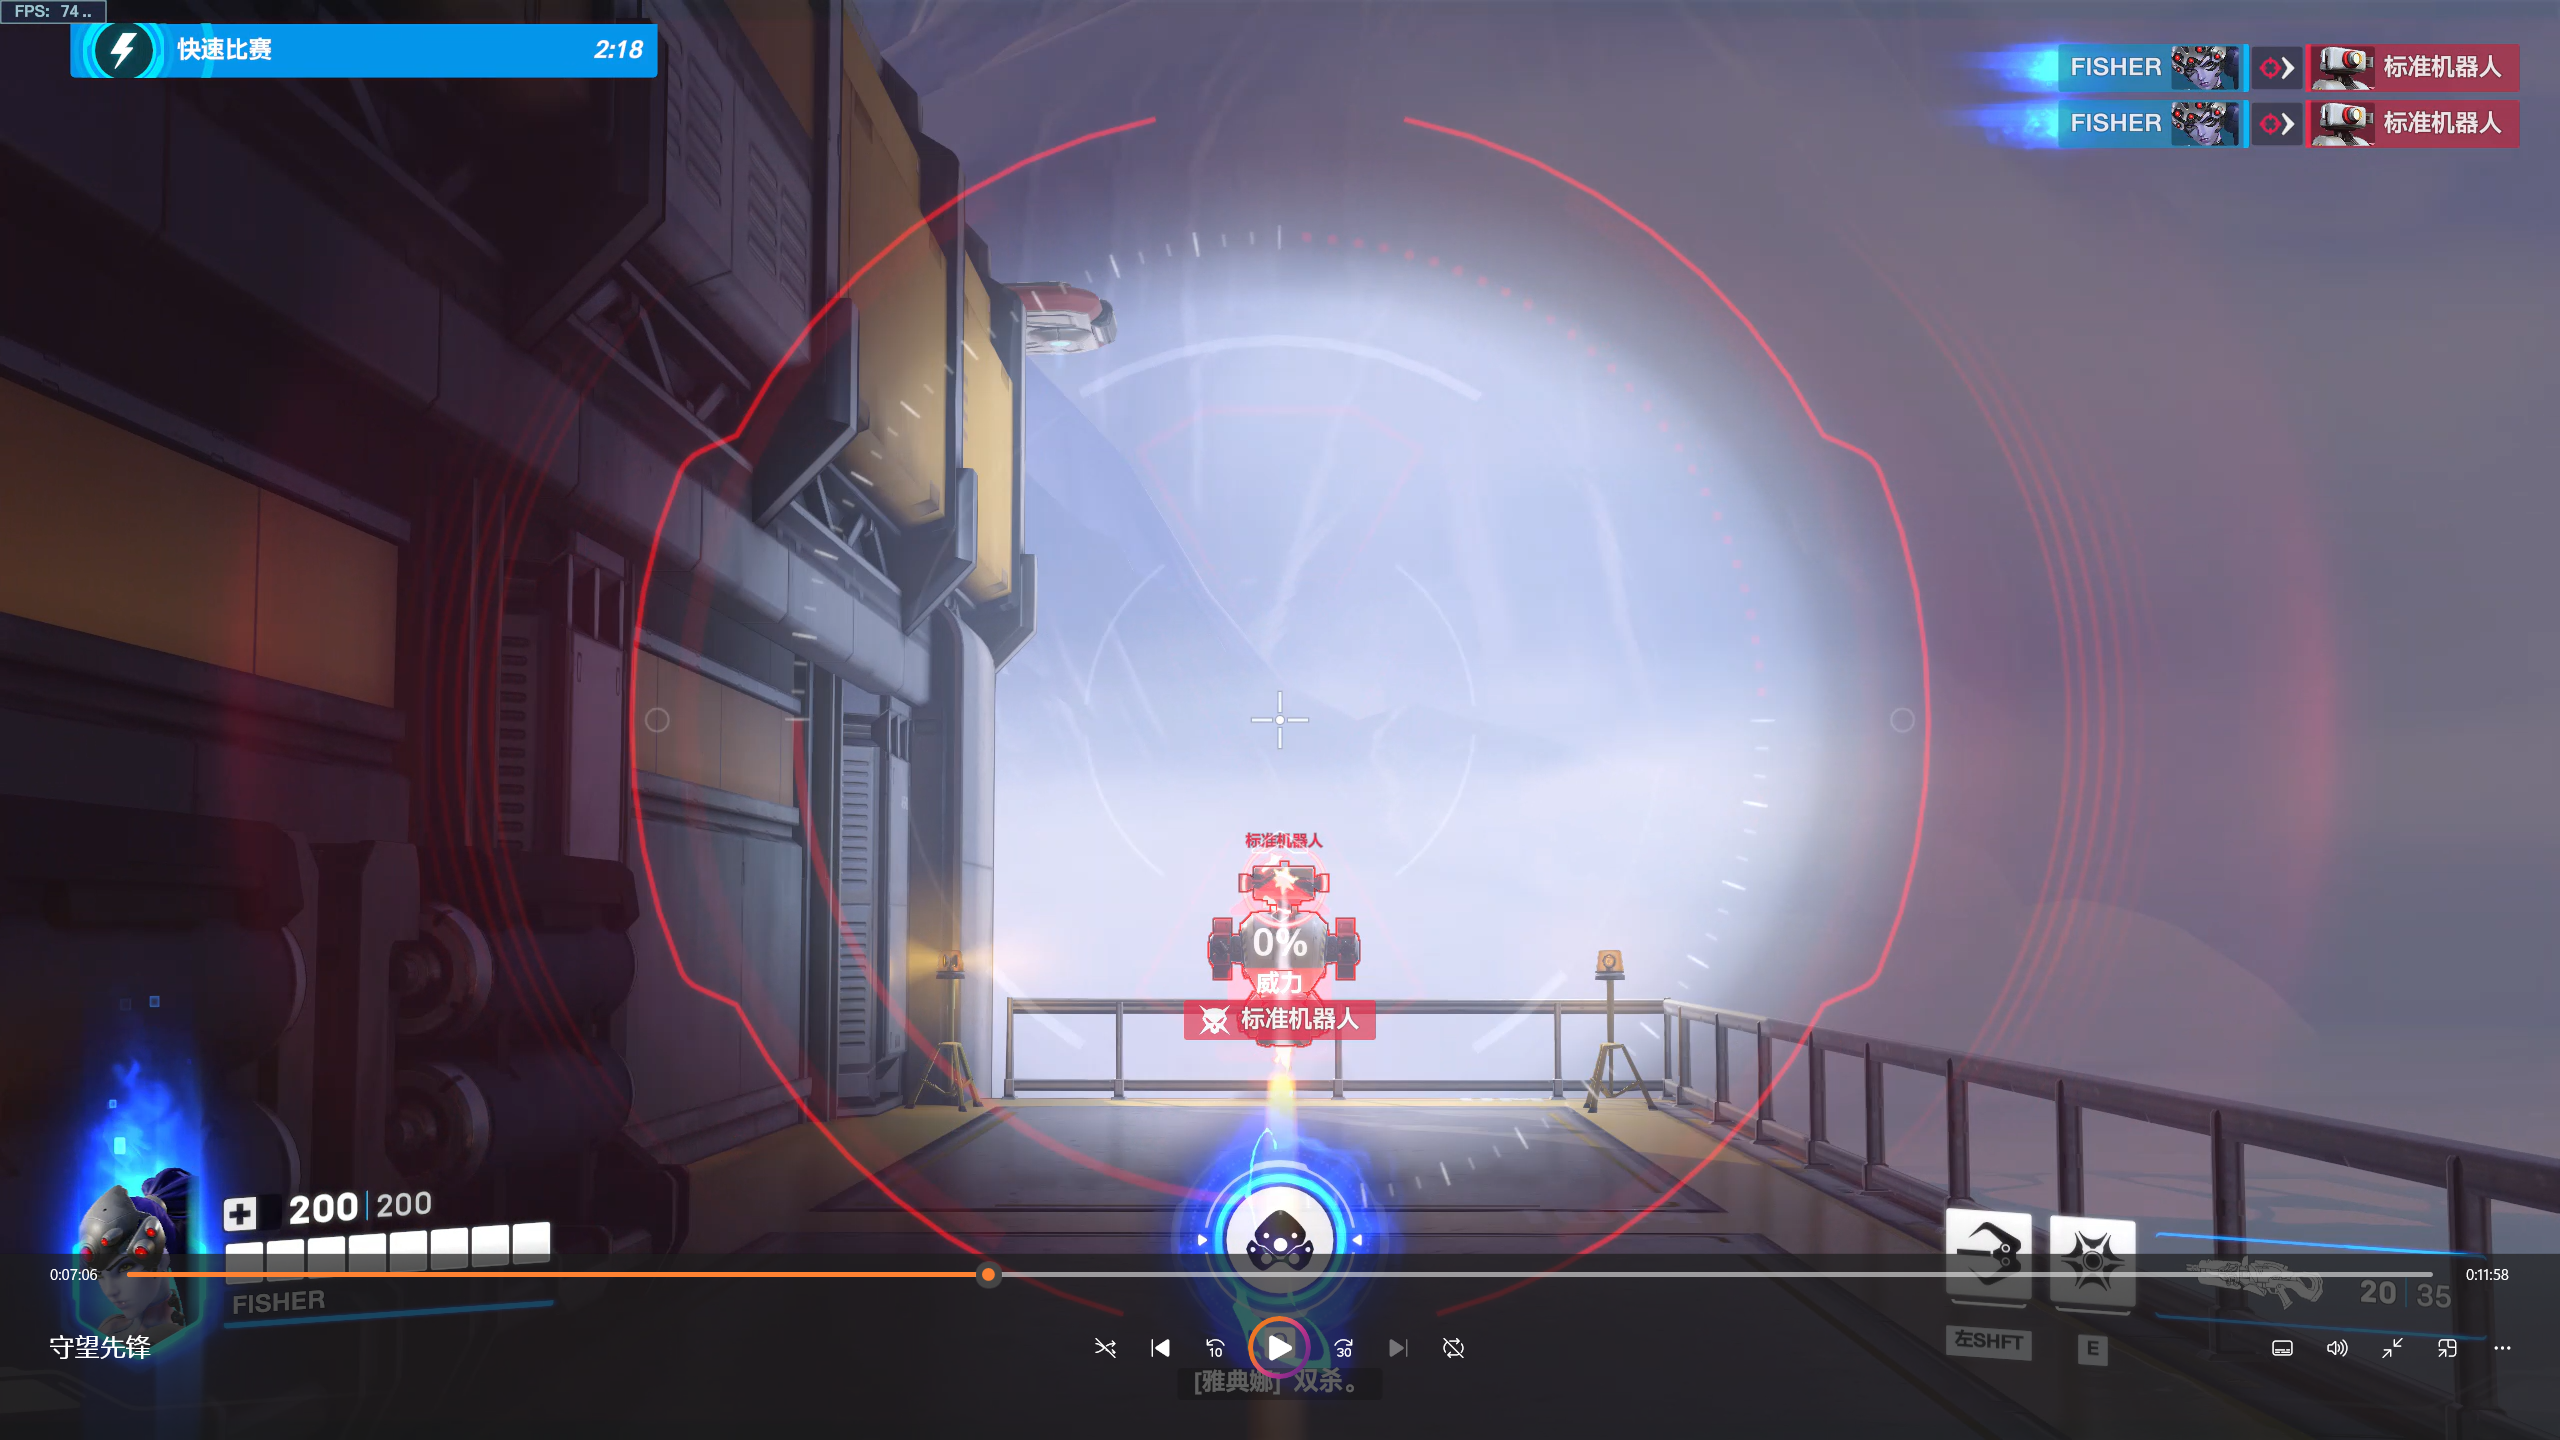 FPS: 74 ..
快速比赛 2:18
FISHER 标准机器人
FISHER 标准机器人
标准机器人
0%
威力
标准机器人
200 | 200
FISHER
0:07:06
0:11:58
20 | 35
守望先锋
10
30
左SHFT
E
[雅典娜] 双杀。